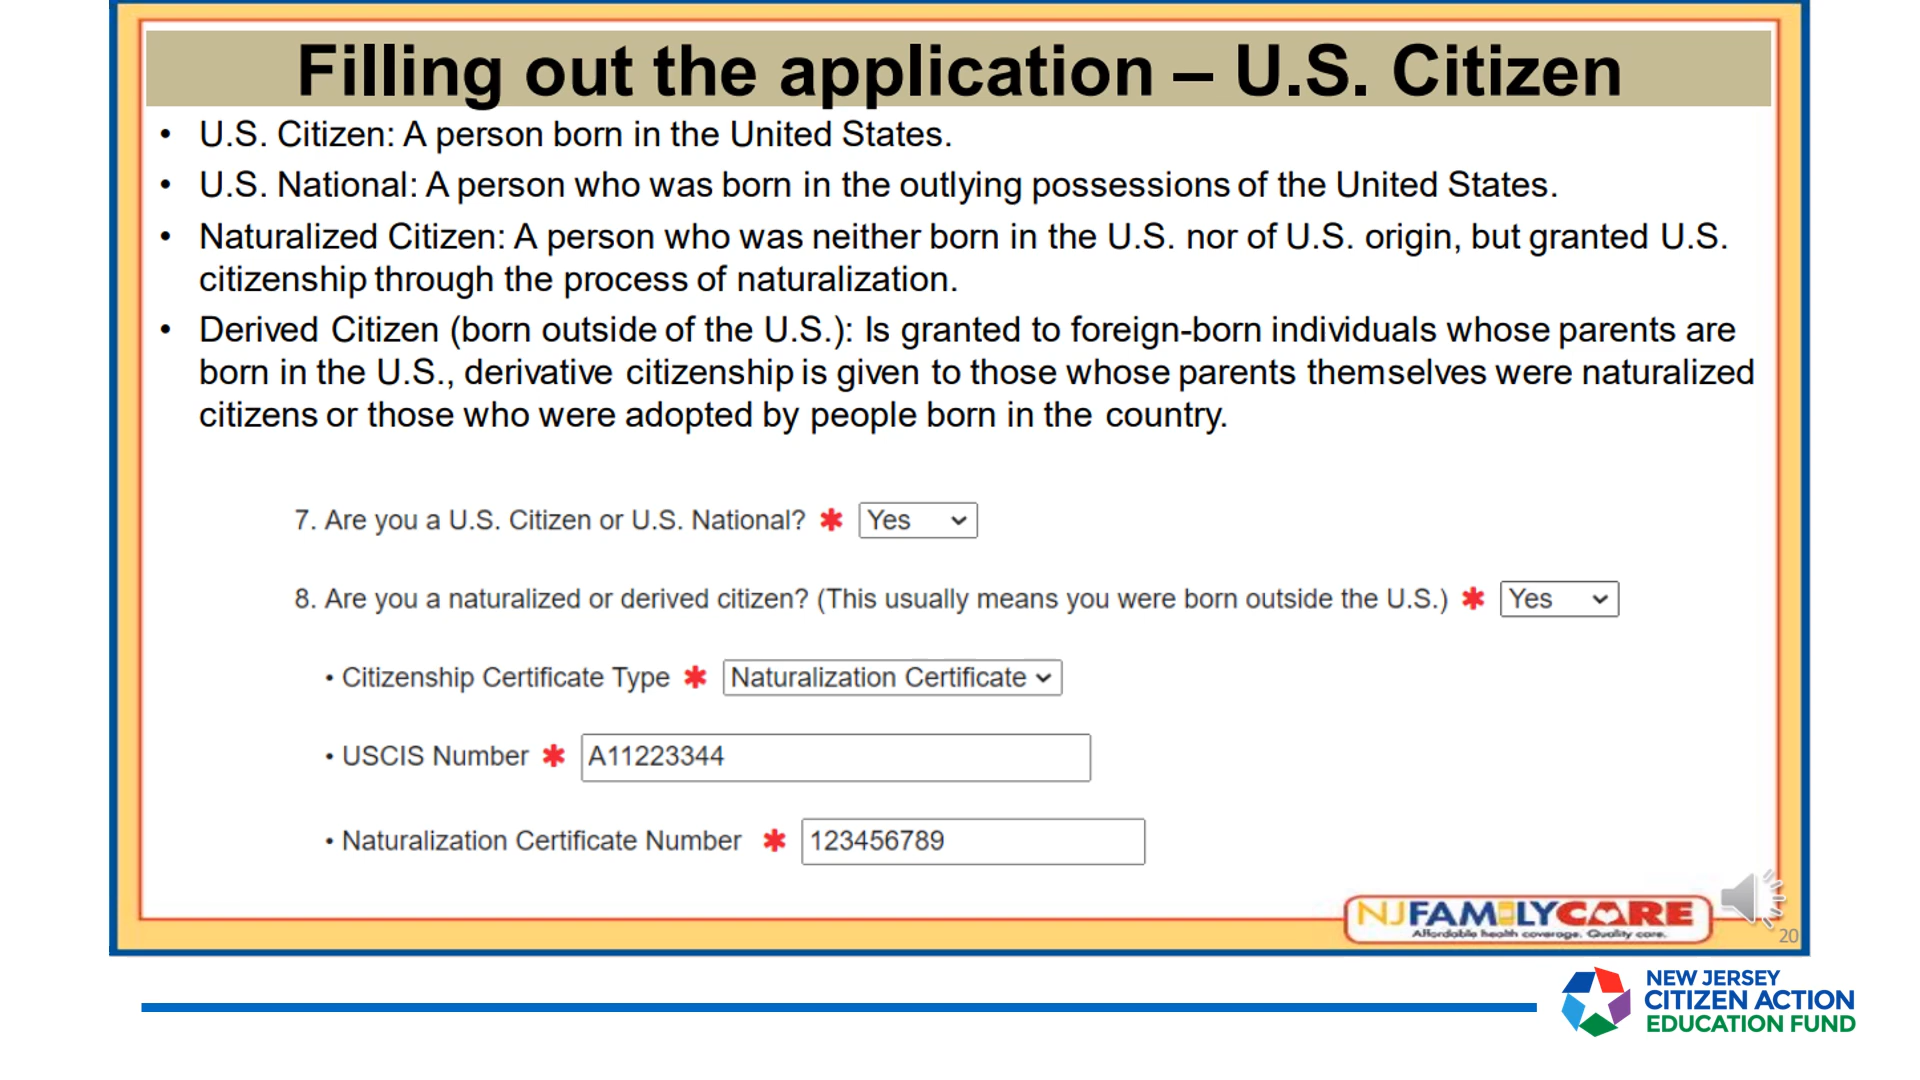 Filling out the application – U.S. Citizen
• U.S. Citizen: A person born in the United States.
• U.S. National: A person who was born in the outlying possessions of the United States.
• Naturalized Citizen: A person who was neither born in the U.S. nor of U.S. origin, but granted U.S.
citizenship through the process of naturalization.
• Derived Citizen (born outside of the U.S.): Is granted to foreign-born individuals whose parents are
born in the U.S., derivative citizenship is given to those whose parents themselves were naturalized
citizens or those who were adopted by people born in the country.
7. Are you a U.S. Citizen or U.S. National? ✱ Yes
8. Are you a naturalized or derived citizen? (This usually means you were born outside the U.S.) ✱ Yes
• Citizenship Certificate Type ✱ Naturalization Certificate
• USCIS Number ✱ A11223344
• Naturalization Certificate Number ✱ 123456789
NJFAMILYCARE
Affordable health coverage. Quality care.
20
NEW JERSEY
CITIZEN ACTION
EDUCATION FUND